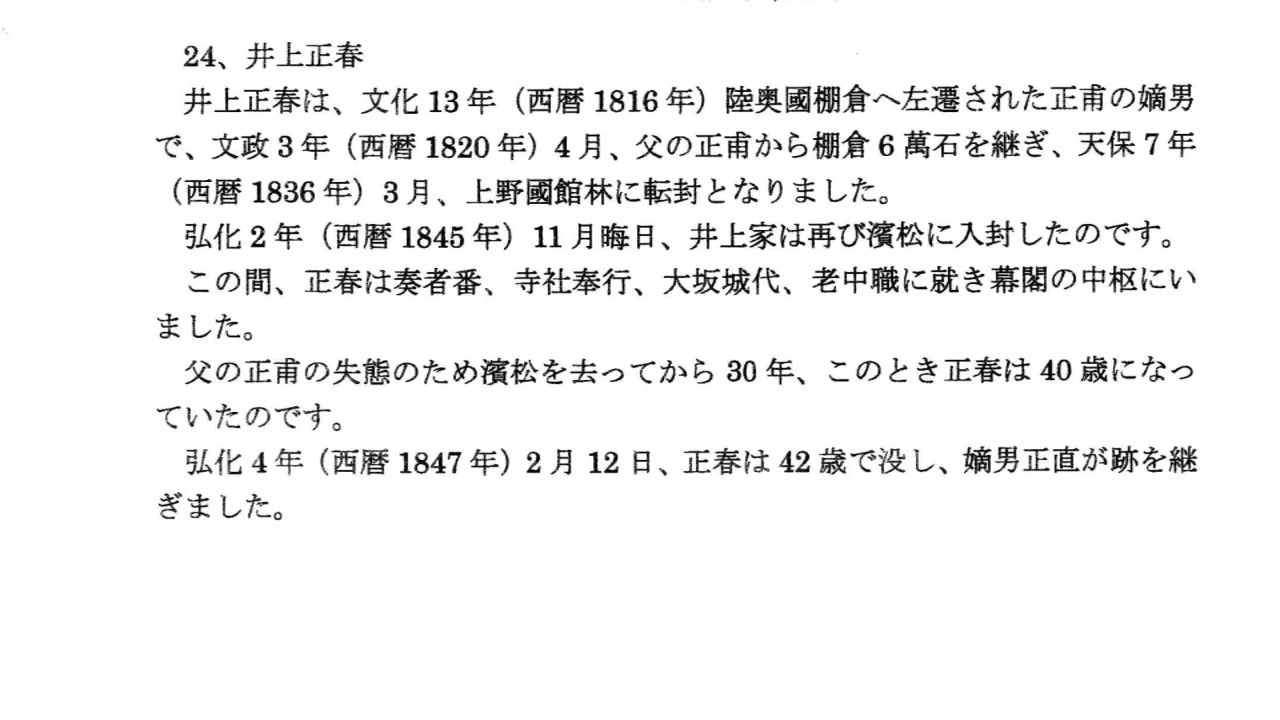 24、井上正春
井上正春は、文化 13 年（西暦 1816 年）陸奥國棚倉へ左遷された正甫の嫡男
で、文政 3 年（西暦 1820 年）4 月、父の正甫から棚倉 6 萬石を継ぎ、天保 7 年
（西暦 1836 年）3 月、上野國館林に転封となりました。
弘化 2 年（西暦 1845 年）11 月晦日、井上家は再び濱松に入封したのです。
この間、正春は奏者番、寺社奉行、大坂城代、老中職に就き幕閣の中枢にい
ました。
父の正甫の失態のため濱松を去ってから 30 年、このとき正春は 40 歳になっ
ていたのです。
弘化 4 年（西暦 1847 年）2 月 12 日、正春は 42 歳で没し、嫡男正直が跡を継
ぎました。